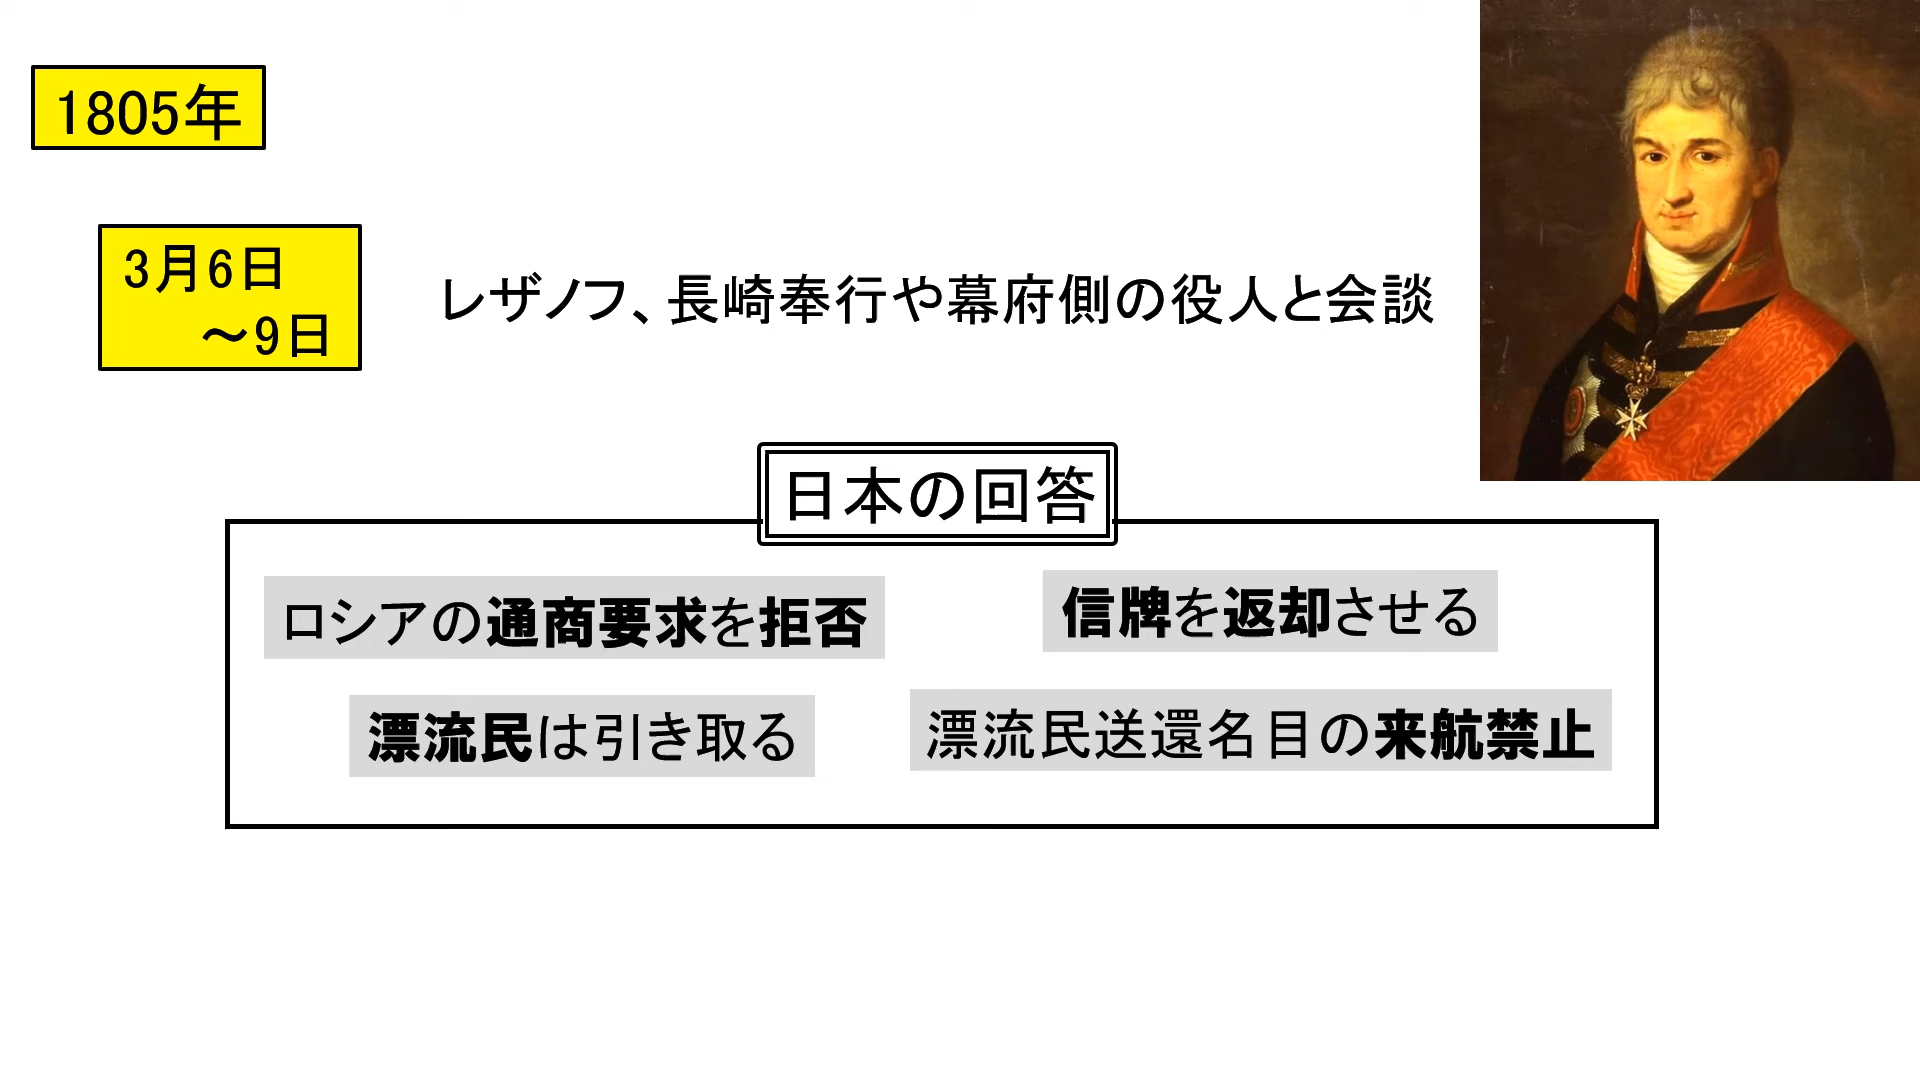 1805年
3月6日
～9日
レザノフ、長崎奉行や幕府側の役人と会談
日本の回答
ロシアの通商要求を拒否
信牌を返却させる
漂流民は引き取る
漂流民送還名目の来航禁止